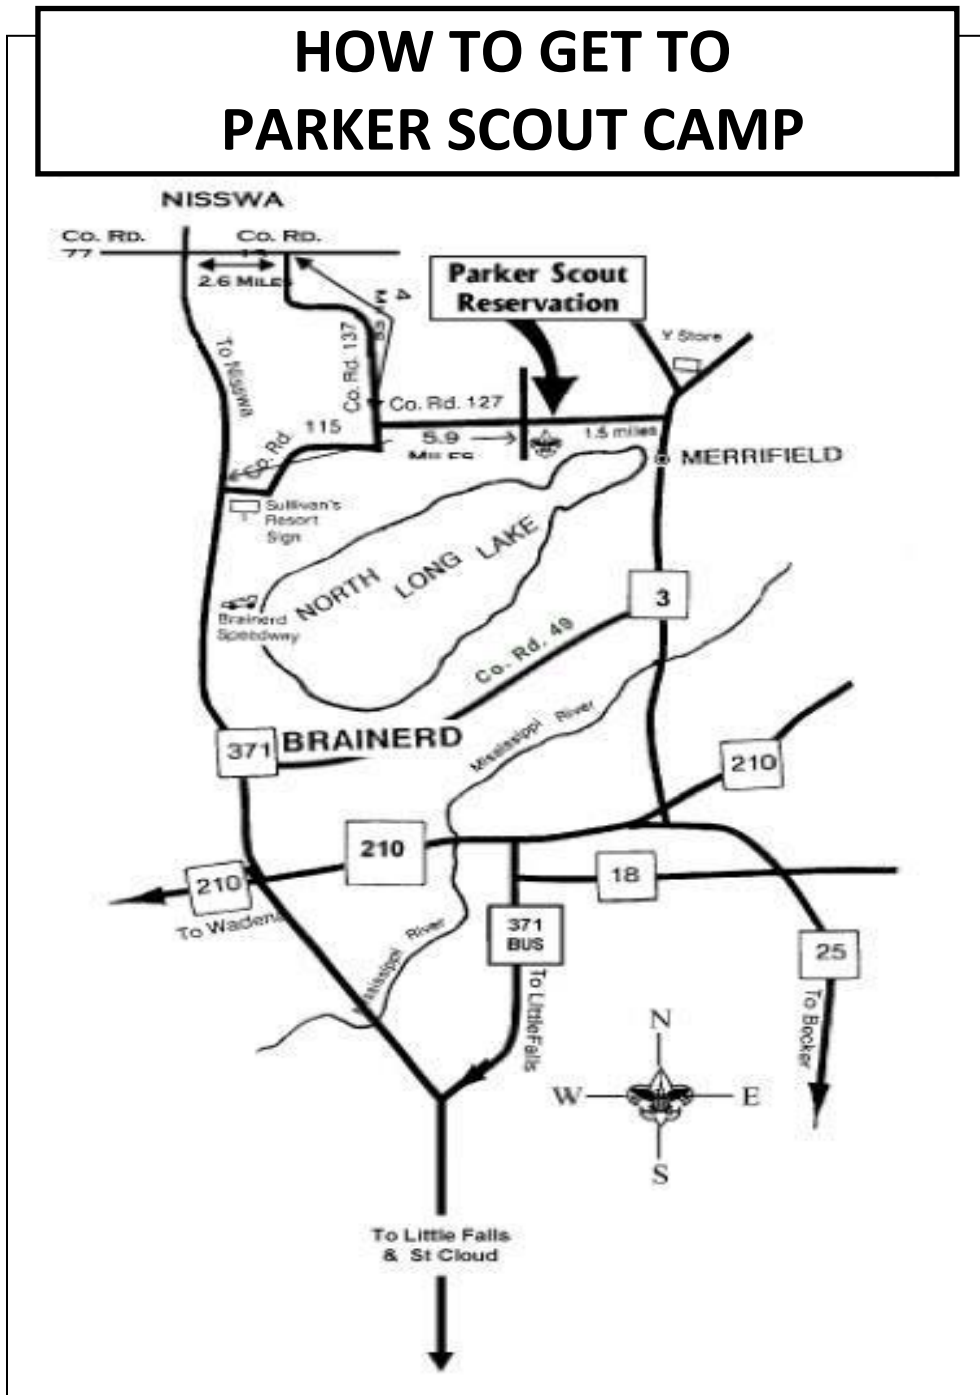 HOW TO GET TO
PARKER SCOUT CAMP
NISSWA
Co. Rd.
77
Co. Rd.
2.6 MILES
4
Parker Scout
Reservation
Y Store
To Nisswa
Co. Rd. 137
Co. Rd. 127
115
Co. Rd.
5.9
MILES
1.5 miles
MERRIFIELD
Sullivan's
Resort
Sign
NORTH LONG LAKE
3
Brainerd
Speedway
Co. Rd. 49
Mississippi River
371
BRAINERD
210
210
210
18
To Wadena
371
BUS
Mississippi River
25
To LittleFalls
To Becker
N
W
E
S
To Little Falls
& St Cloud